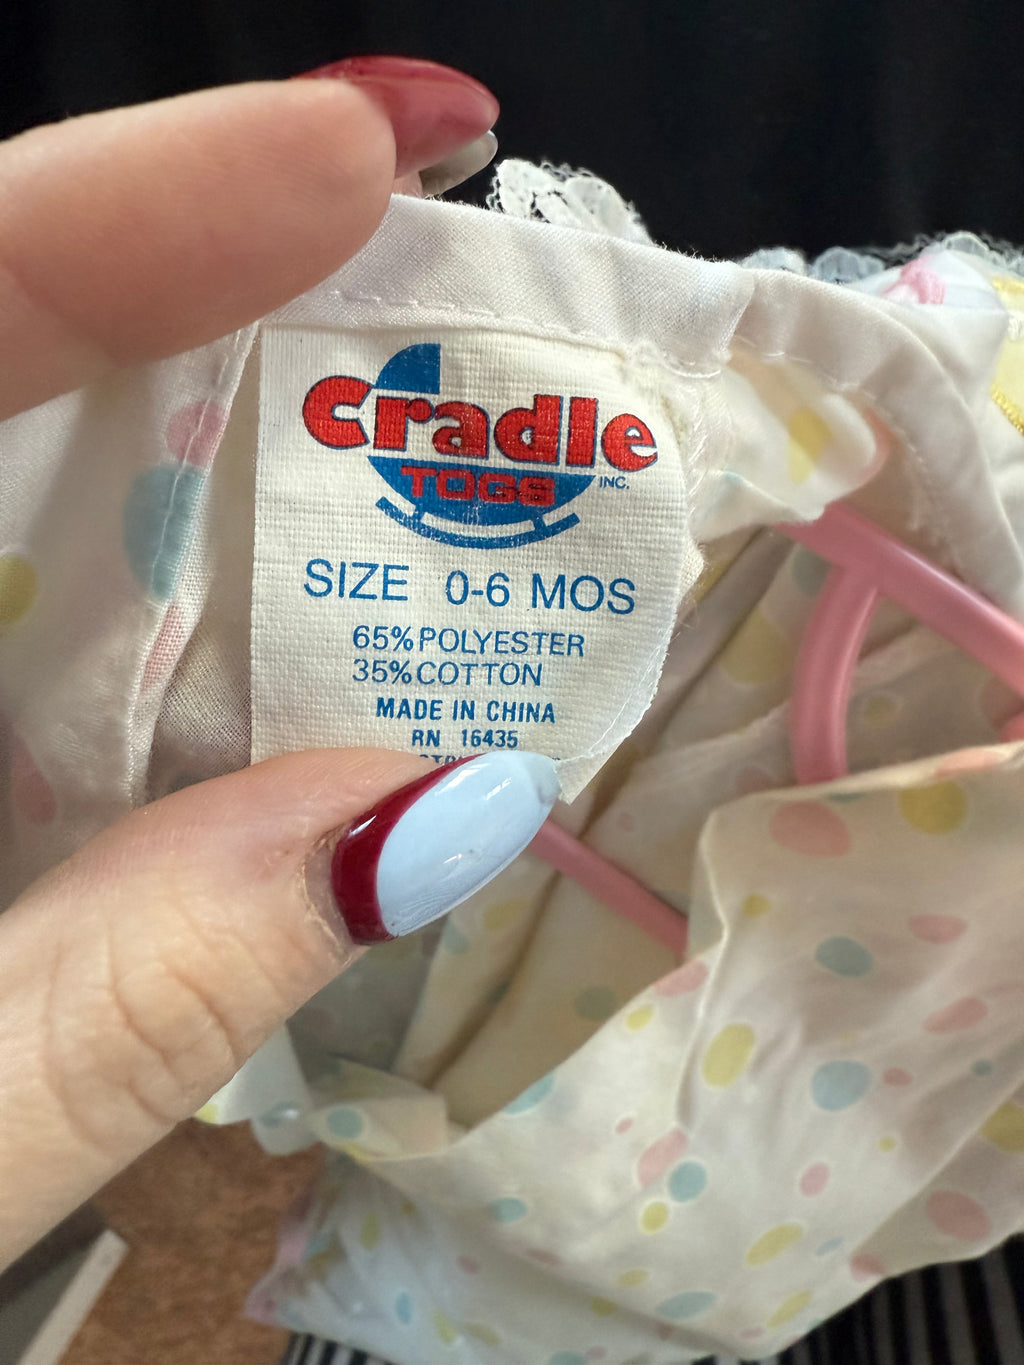 Cradle
TOGS INC.
SIZE 0-6 MOS
65% POLYESTER
35% COTTON
MADE IN CHINA
RN 16435